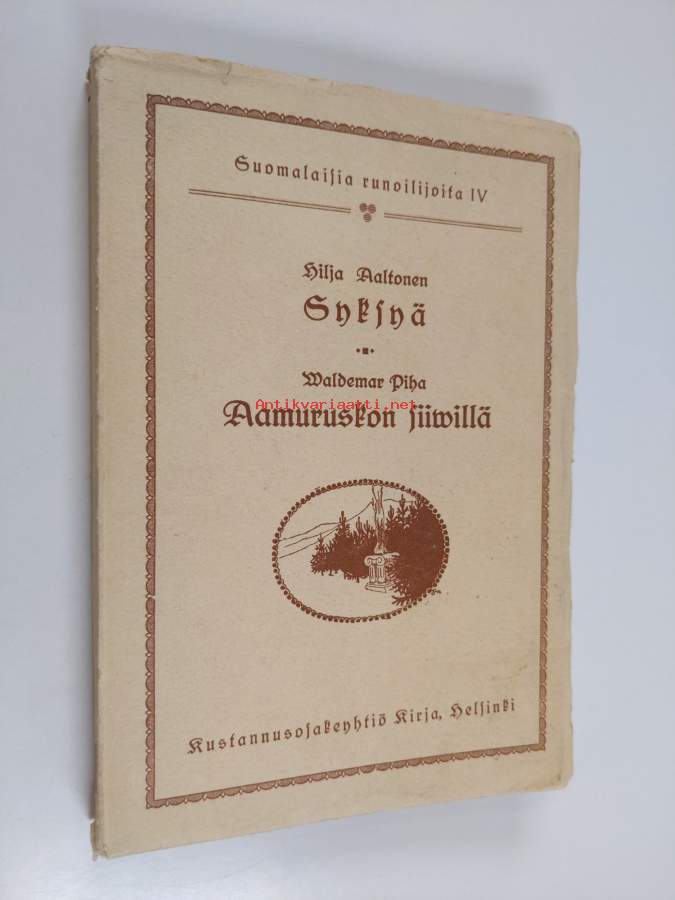 Suomalaisia runoilijoita IV
Hilja Aaltonen
Syksyä
Waldemar Piha
Antikvariaatti.net
Aamuruskon siiwillä
Kustannusosakeyhtiö Kirja, Helsinki